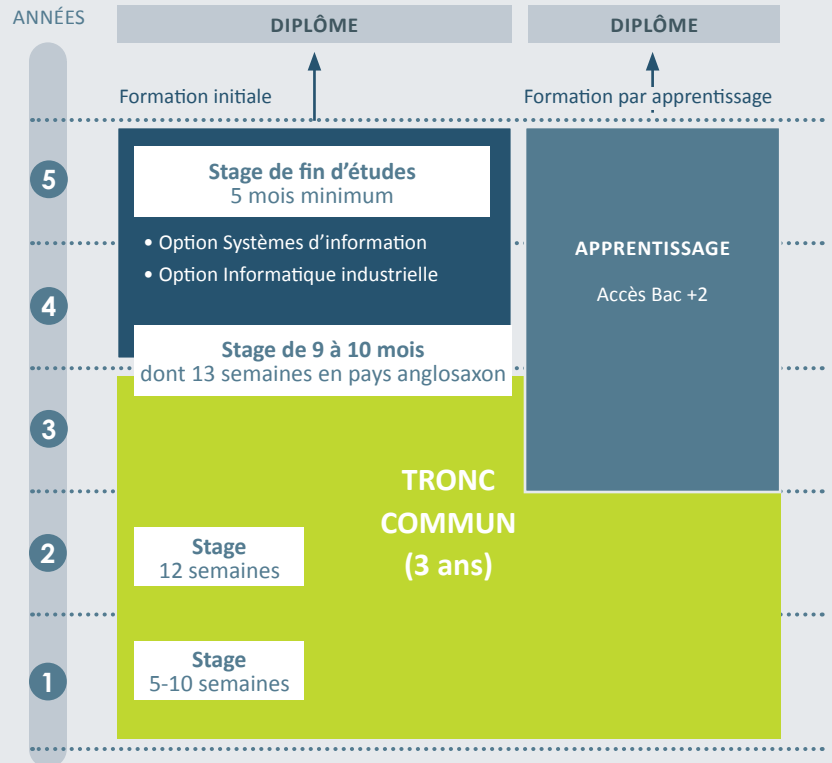 ANNÉES
DIPLÔME
DIPLÔME
Formation initiale
Formation par apprentissage
5
Stage de fin d'études
5 mois minimum
• Option Systèmes d'information
• Option Informatique industrielle
APPRENTISSAGE
Accès Bac +2
4
Stage de 9 à 10 mois
dont 13 semaines en pays anglosaxon
3
TRONC
COMMUN
(3 ans)
2
Stage
12 semaines
1
Stage
5-10 semaines